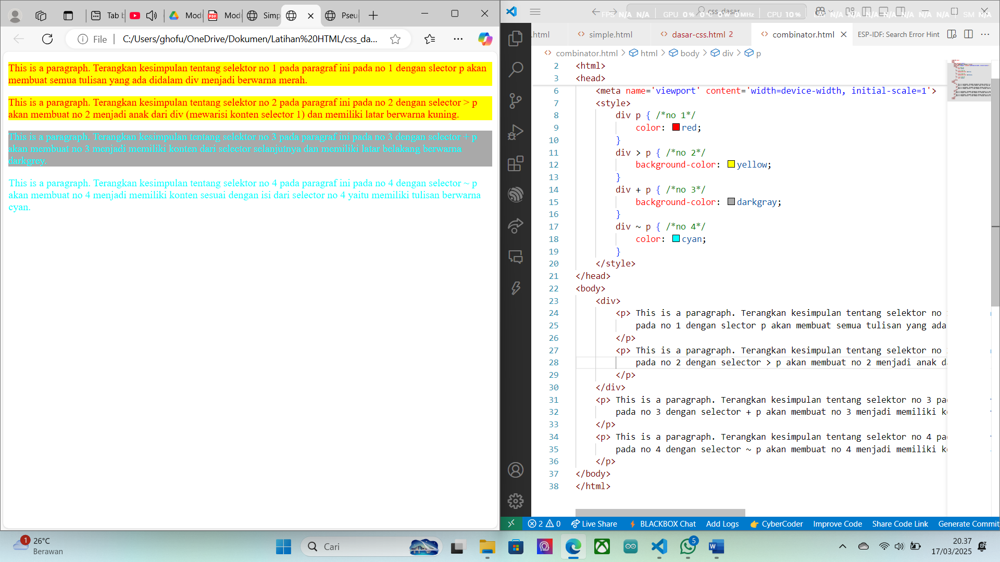 Tab b
Mod
Mod
Simp
Pseu
File
C:/Users/ghofu/OneDrive/Dokumen/Latihan%20HTML/css_da...
This is a paragraph. Terangkan kesimpulan tentang selektor no 1 pada paragraf ini pada no 1 dengan slector p akan
membuat semua tulisan yang ada didalam div menjadi berwarna merah.
This is a paragraph. Terangkan kesimpulan tentang selektor no 2 pada paragraf ini pada no 2 dengan selector > p
akan membuat no 2 menjadi anak dari div (mewarisi konten selector 1) dan memiliki latar berwarna kuning.
This is a paragraph. Terangkan kesimpulan tentang selektor no 3 pada paragraf ini pada no 3 dengan selector + p
akan membuat no 3 menjadi memiliki konten dari selector selanjutnya dan memiliki latar belakang berwarna
darkgrey.
This is a paragraph. Terangkan kesimpulan tentang selektor no 4 pada paragraf ini pada no 4 dengan selector ~ p
akan membuat no 4 menjadi memiliki konten sesuai dengan isi dari selector no 4 yaitu memiliki tulisan berwarna
cyan.
css_dasar
FPS N/A N/A GPU 0 % 0 °C 0 W 0 MHz CPU 10 % N/A N/A N/A N/A N/A N/A N/A SM N/A
.html
<> simple.html
<> dasar-css.html 2
<> combinator.html
ESP-IDF: Search Error Hint
<> combinator.html > html > body > div > p
2 <html>
3 <head>
6 <meta name='viewport' content='width=device-width, initial-scale=1'>
7 <style>
8 div p { /*no 1*/
9 color: red;
10 }
11 div > p { /*no 2*/
12 background-color: yellow;
13 }
14 div + p { /*no 3*/
15 background-color: darkgray;
16 }
17 div ~ p { /*no 4*/
18 color: cyan;
19 }
20 </style>
21 </head>
22 <body>
23 <div>
24 <p> This is a paragraph. Terangkan kesimpulan tentang selektor no
25 pada no 1 dengan slector p akan membuat semua tulisan yang ada
26 </p>
27 <p> This is a paragraph. Terangkan kesimpulan tentang selektor no
28 pada no 2 dengan selector > p akan membuat no 2 menjadi anak da
29 </p>
30 </div>
31 <p> This is a paragraph. Terangkan kesimpulan tentang selektor no 3 pa
32 pada no 3 dengan selector + p akan membuat no 3 menjadi memiliki k
33 </p>
34 <p> This is a paragraph. Terangkan kesimpulan tentang selektor no 4 pa
35 pada no 4 dengan selector ~ p akan membuat no 4 menjadi memiliki k
36 </p>
37 </body>
38 </html>
2 0 Live Share BLACKBOX Chat Add Logs CyberCoder Improve Code Share Code Link Generate Commit
1
26°C
Berawan
Cari
5
20.37
17/03/2025